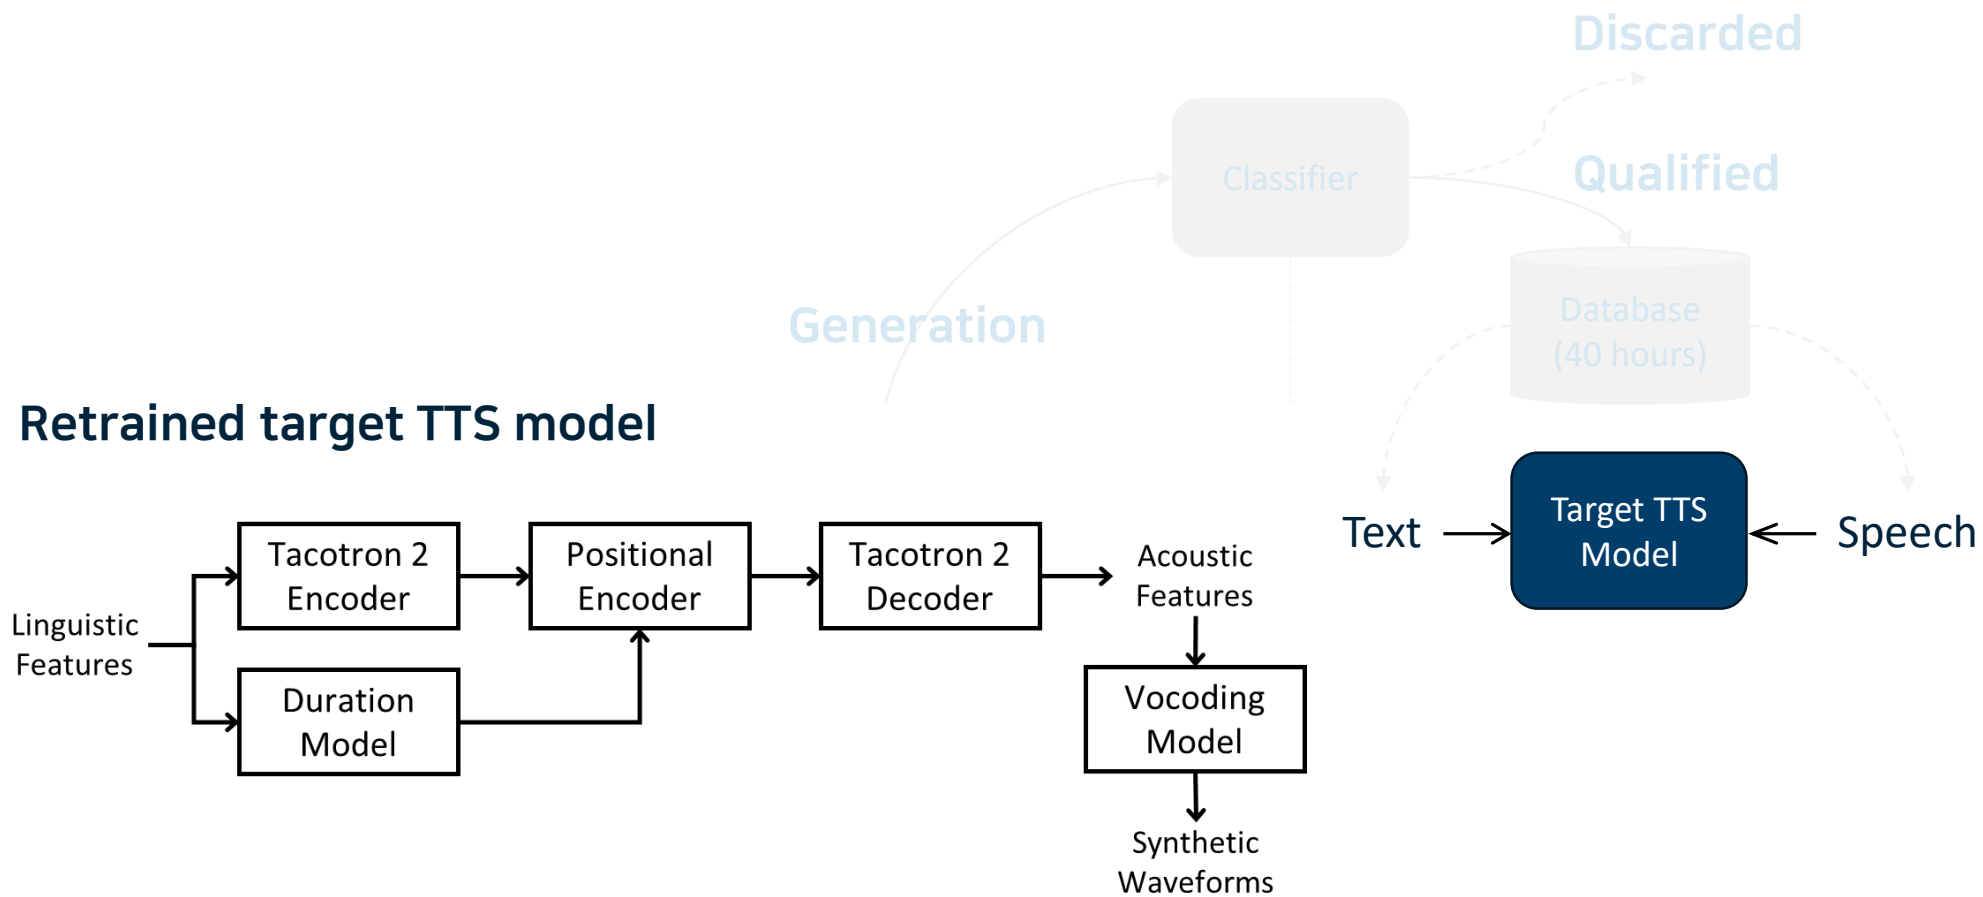 Discarded
Classifier
Qualified
Generation
Database
(40 hours)
Retrained target TTS model
Text
Target TTS
Model
Speech
Linguistic
Features
Tacotron 2
Encoder
Duration
Model
Positional
Encoder
Tacotron 2
Decoder
Acoustic
Features
Vocoding
Model
Synthetic
Waveforms